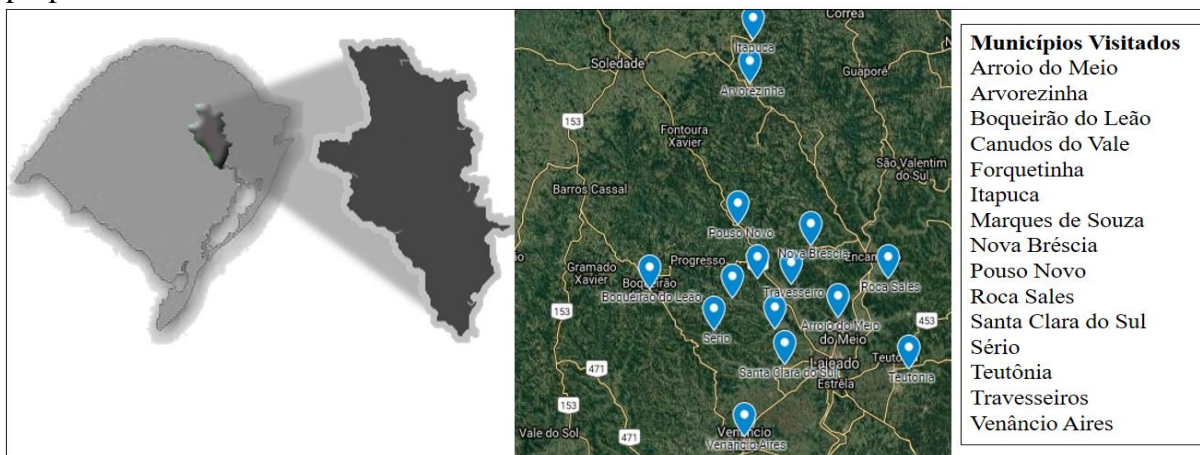 Correa
Itapuca
Soledade
Guaporé
Arvorezinha
153
Fontoura
Xavier
São Valentim
do Sul
Barros Cassal
Pouso Novo
Nova Bréscia
Progresso
Encan
Gramado
Xavier
Boqueirão
Boqueirão do Leão
Travesseiro
Roca Sales
Sério
Arroio do Meio
do Meio
153
453
Santa Clara do Sul
Lajeado
Teutônia
Estrêla
471
153
Venâncio
Venâncio Aires
Vale do Sol
471
Municípios Visitados
Arroio do Meio
Arvorezinha
Boqueirão do Leão
Canudos do Vale
Forquetinha
Itapuca
Marques de Souza
Nova Bréscia
Pouso Novo
Roca Sales
Santa Clara do Sul
Sério
Teutônia
Travesseiros
Venâncio Aires